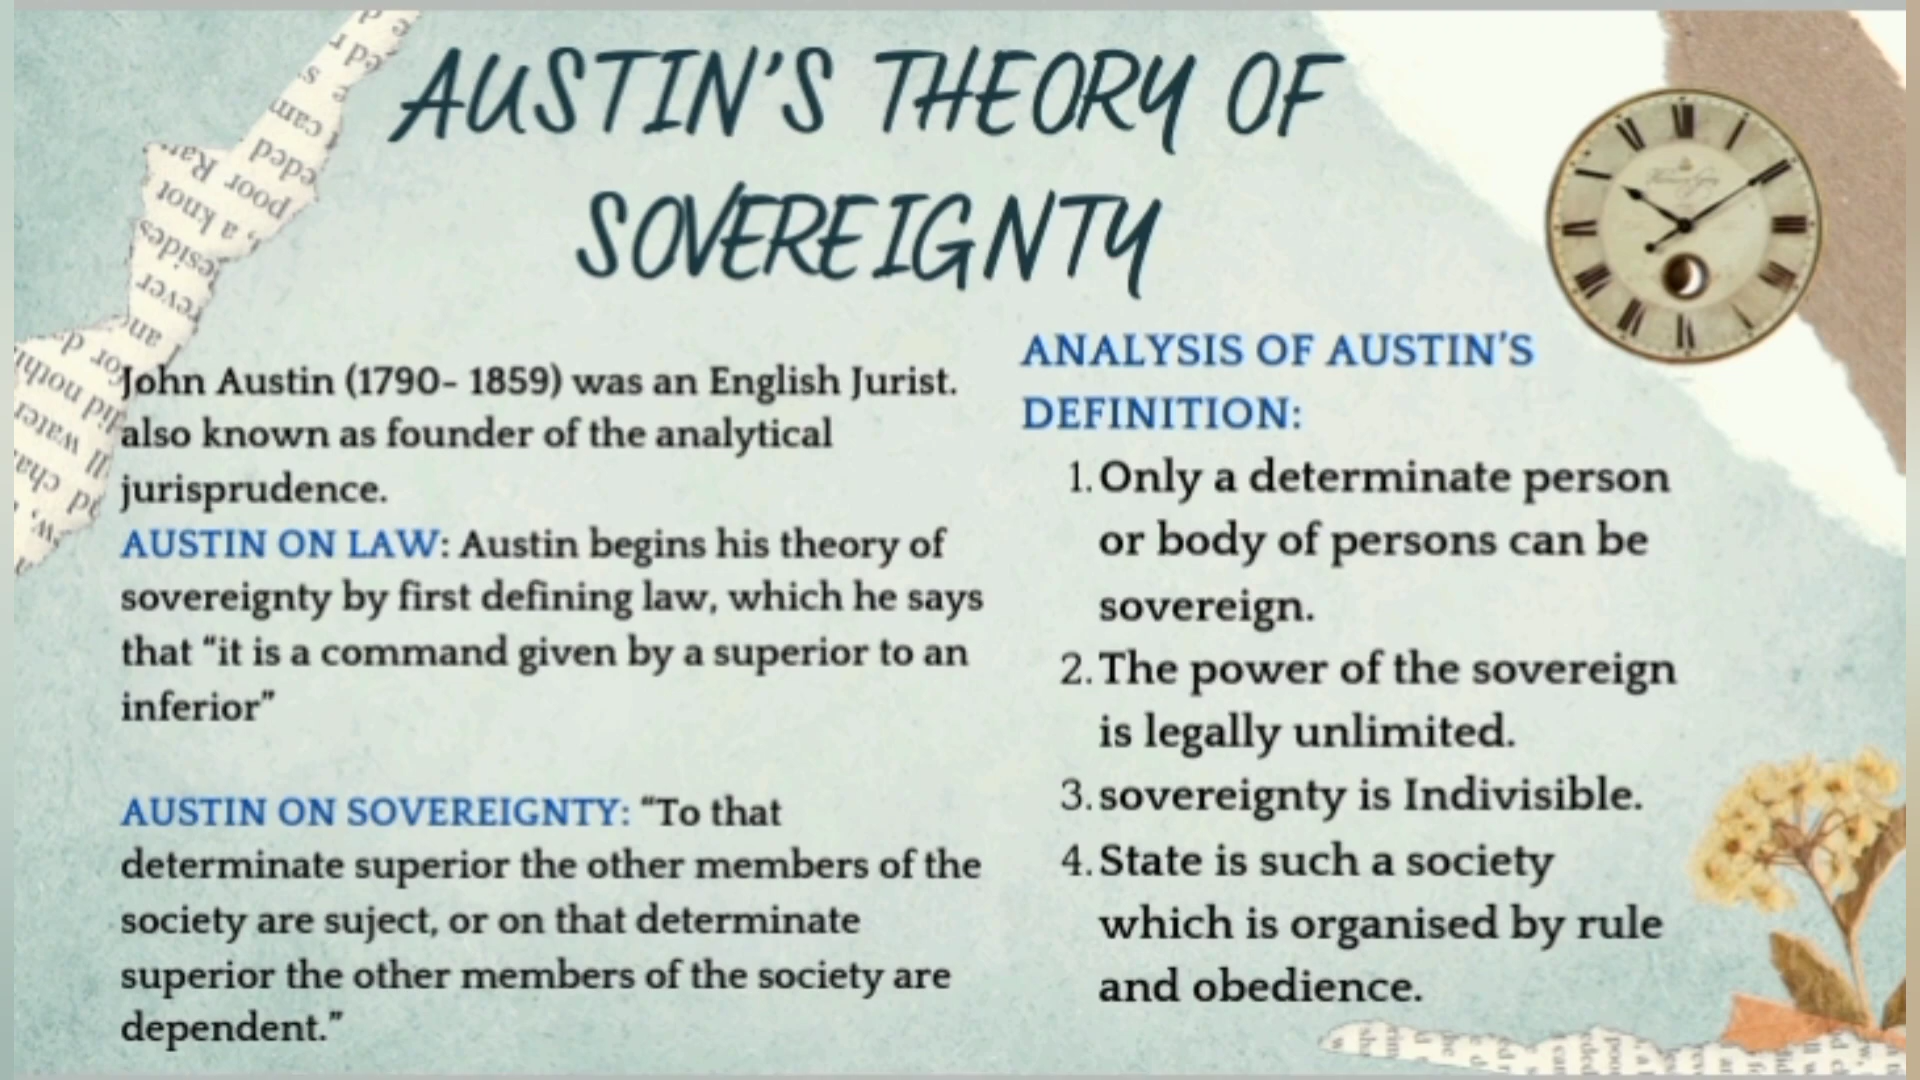 AUSTIN'S THEORY OF
SOVEREIGNTY
John Austin (1790- 1859) was an English Jurist.
also known as founder of the analytical
jurisprudence.
AUSTIN ON LAW: Austin begins his theory of
sovereignty by first defining law, which he says
that “it is a command given by a superior to an
inferior”
AUSTIN ON SOVEREIGNTY: “To that
determinate superior the other members of the
society are suject, or on that determinate
superior the other members of the society are
dependent.”
ANALYSIS OF AUSTIN'S
DEFINITION:
1. Only a determinate person
or body of persons can be
sovereign.
2. The power of the sovereign
is legally unlimited.
3. sovereignty is Indivisible.
4. State is such a society
which is organised by rule
and obedience.